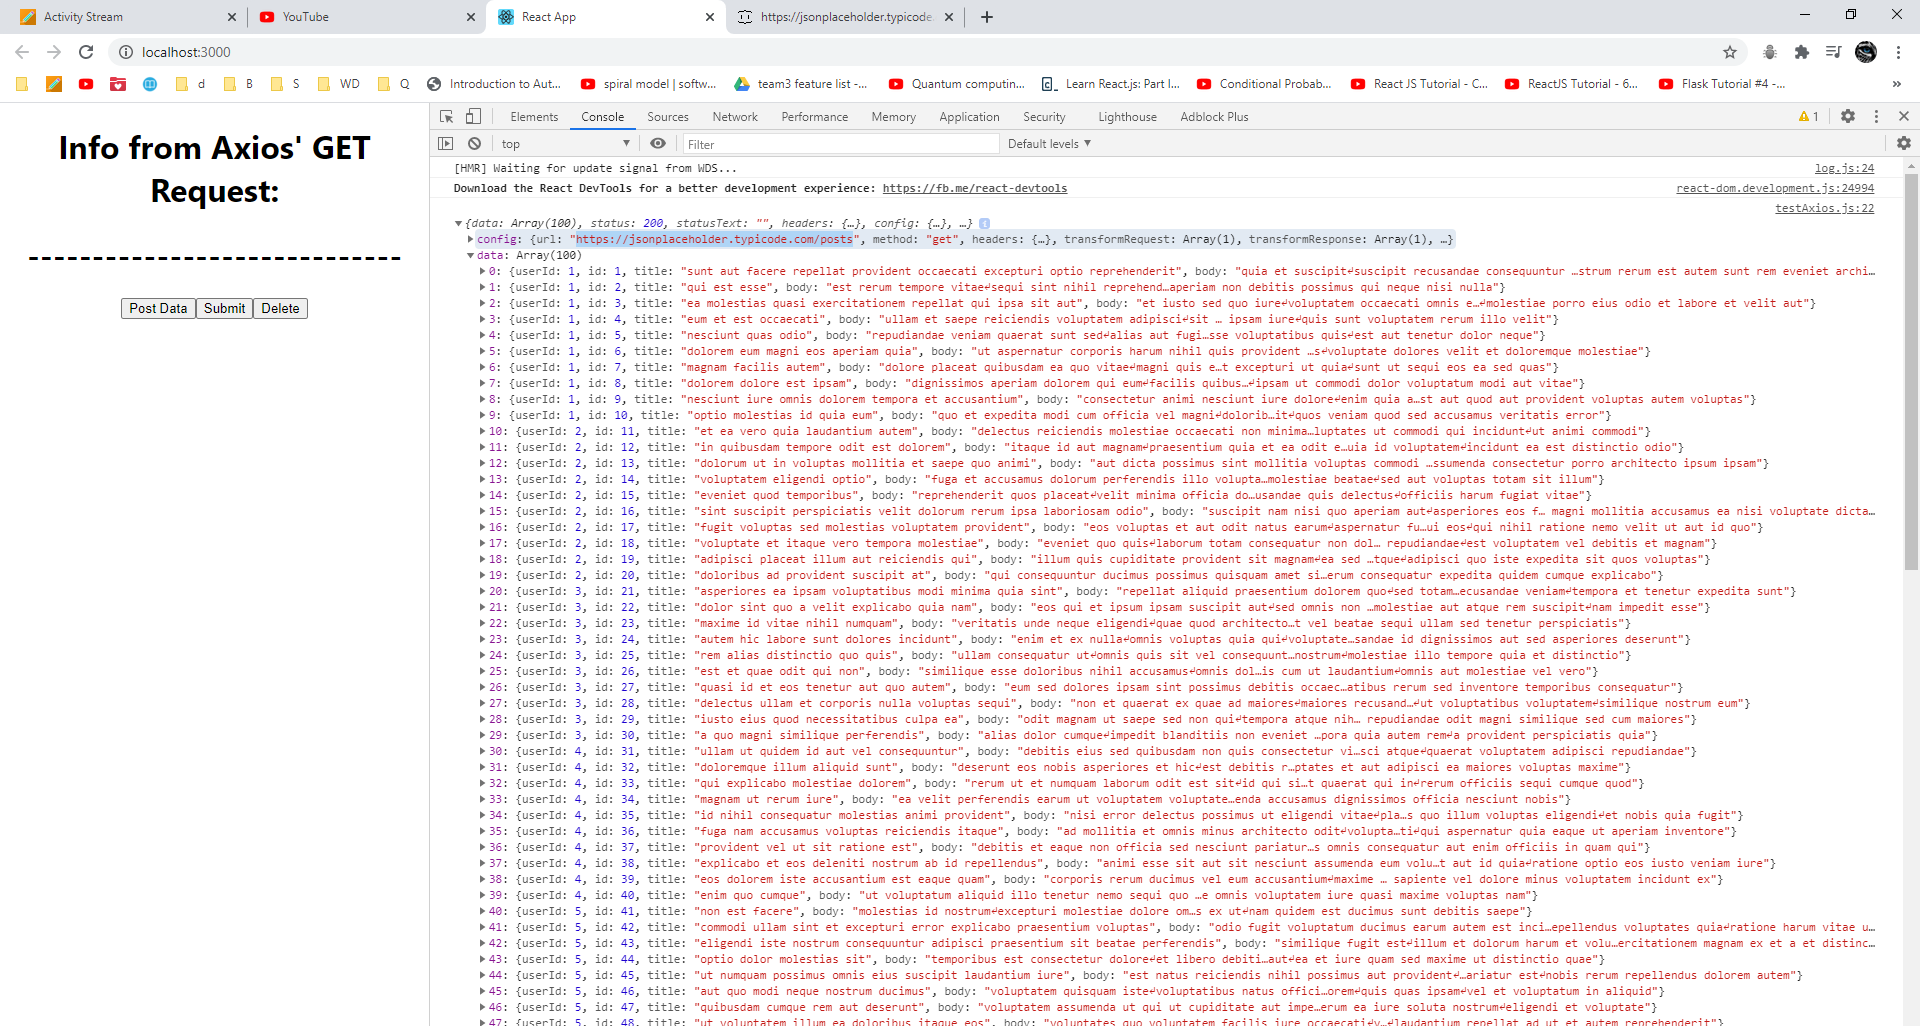 Activity Stream
YouTube
React App
https://jsonplaceholder.typicode.
localhost:3000
d
B
S
WD
Q
Introduction to Aut...
spiral model | softw...
team3 feature list -...
Quantum computin...
Learn React.js: Part I...
Conditional Probab...
React JS Tutorial - C...
ReactJS Tutorial - 6...
Flask Tutorial #4 -...
»
Info from Axios' GET
Request:
-----------------------------
Post Data Submit Delete
Elements Console Sources Network Performance Memory Application Security Lighthouse Adblock Plus 1
top Filter Default levels
[HMR] Waiting for update signal from WDS... log.js:24
Download the React DevTools for a better development experience: https://fb.me/react-devtools react-dom.development.js:24994
testAxios.js:22
{data: Array(100), status: 200, statusText: "", headers: {…}, config: {…}, …}
config: {url: "https://jsonplaceholder.typicode.com/posts", method: "get", headers: {…}, transformRequest: Array(1), transformResponse: Array(1), …}
data: Array(100)
0: {userId: 1, id: 1, title: "sunt aut facere repellat provident occaecati excepturi optio reprehenderit", body: "quia et suscipit↵suscipit recusandae consequuntur …strum rerum est autem sunt rem eveniet archi…
1: {userId: 1, id: 2, title: "qui est esse", body: "est rerum tempore vitae↵sequi sint nihil reprehend…aperiam non debitis possimus qui neque nisi nulla"}
2: {userId: 1, id: 3, title: "ea molestias quasi exercitationem repellat qui ipsa sit aut", body: "et iusto sed quo iure↵voluptatem occaecati omnis e…↵molestiae porro eius odio et labore et velit aut"}
3: {userId: 1, id: 4, title: "eum et est occaecati", body: "ullam et saepe reiciendis voluptatem adipisci↵sit … ipsam iure↵quis sunt voluptatem rerum illo velit"}
4: {userId: 1, id: 5, title: "nesciunt quas odio", body: "repudiandae veniam quaerat sunt sed↵alias aut fugi…sse voluptatibus quis↵est aut tenetur dolor neque"}
5: {userId: 1, id: 6, title: "dolorem eum magni eos aperiam quia", body: "ut aspernatur corporis harum nihil quis provident …s↵voluptate dolores velit et doloremque molestiae"}
6: {userId: 1, id: 7, title: "magnam facilis autem", body: "dolore placeat quibusdam ea quo vitae↵magni quis e…t excepturi ut quia↵sunt ut sequi eos ea sed quas"}
7: {userId: 1, id: 8, title: "dolorem dolore est ipsam", body: "dignissimos aperiam dolorem qui eum↵facilis quibus…↵ipsam ut commodi dolor voluptatum modi aut vitae"}
8: {userId: 1, id: 9, title: "nesciunt iure omnis dolorem tempora et accusantium", body: "consectetur animi nesciunt iure dolore↵enim quia a…st aut quod aut provident voluptas autem voluptas"}
9: {userId: 1, id: 10, title: "optio molestias id quia eum", body: "quo et expedita modi cum officia vel magni↵dolorib…it↵quos veniam quod sed accusamus veritatis error"}
10: {userId: 2, id: 11, title: "et ea vero quia laudantium autem", body: "delectus reiciendis molestiae occaecati non minima…luptates ut commodi qui incidunt↵ut animi commodi"}
11: {userId: 2, id: 12, title: "in quibusdam tempore odit est dolorem", body: "itaque id aut magnam↵praesentium quia et ea odit e…uia id voluptatem↵incidunt ea est distinctio odio"}
12: {userId: 2, id: 13, title: "dolorum ut in voluptas mollitia et saepe quo animi", body: "aut dicta possimus sint mollitia voluptas commodi …ssumenda consectetur porro architecto ipsum ipsam"}
13: {userId: 2, id: 14, title: "voluptatem eligendi optio", body: "fuga et accusamus dolorum perferendis illo volupta…molestiae beatae↵sed aut voluptas totam sit illum"}
14: {userId: 2, id: 15, title: "eveniet quod temporibus", body: "reprehenderit quos placeat↵velit minima officia do…usandae quis delectus↵officiis harum fugiat vitae"}
15: {userId: 2, id: 16, title: "sint suscipit perspiciatis velit dolorum rerum ipsa laboriosam odio", body: "suscipit nam nisi quo aperiam aut↵asperiores eos f… magni mollitia accusamus ea nisi voluptate dicta…
16: {userId: 2, id: 17, title: "fugit voluptas sed molestias voluptatem provident", body: "eos voluptas et aut odit natus earum↵aspernatur fu…ui eos↵qui nihil ratione nemo velit ut aut id quo"}
17: {userId: 2, id: 18, title: "voluptate et itaque vero tempora molestiae", body: "eveniet quo quis↵laborum totam consequatur non dol… repudiandae↵est voluptatem vel debitis et magnam"}
18: {userId: 2, id: 19, title: "adipisci placeat illum aut reiciendis qui", body: "illum quis cupiditate provident sit magnam↵ea sed …tque↵adipisci quo iste expedita sit quos voluptas"}
19: {userId: 2, id: 20, title: "doloribus ad provident suscipit at", body: "qui consequuntur ducimus possimus quisquam amet si…erum consequatur expedita quidem cumque explicabo"}
20: {userId: 3, id: 21, title: "asperiores ea ipsam voluptatibus modi minima quia sint", body: "repellat aliquid praesentium dolorem quo↵sed totam…ecusandae veniam↵tempora et tenetur expedita sunt"}
21: {userId: 3, id: 22, title: "dolor sint quo a velit explicabo quia nam", body: "eos qui et ipsum ipsam suscipit aut↵sed omnis non …molestiae aut atque rem suscipit↵nam impedit esse"}
22: {userId: 3, id: 23, title: "maxime id vitae nihil numquam", body: "veritatis unde neque eligendi↵quae quod architecto…t vel beatae sequi ullam sed tenetur perspiciatis"}
23: {userId: 3, id: 24, title: "autem hic labore sunt dolores incidunt", body: "enim et ex nulla↵omnis voluptas quia qui↵voluptate…sandae id dignissimos aut sed asperiores deserunt"}
24: {userId: 3, id: 25, title: "rem alias distinctio quo quis", body: "ullam consequatur ut↵omnis quis sit vel consequunt…nostrum↵molestiae illo tempore quia et distinctio"}
25: {userId: 3, id: 26, title: "est et quae odit qui non", body: "similique esse doloribus nihil accusamus↵omnis dol…is cum ut laudantium↵omnis aut molestiae vel vero"}
26: {userId: 3, id: 27, title: "quasi id et eos tenetur aut quo autem", body: "eum sed dolores ipsam sint possimus debitis occaec…atibus rerum sed inventore temporibus consequatur"}
27: {userId: 3, id: 28, title: "delectus ullam et corporis nulla voluptas sequi", body: "non et quaerat ex quae ad maiores↵maiores recusand…↵ut voluptatibus voluptatem↵similique nostrum eum"}
28: {userId: 3, id: 29, title: "iusto eius quod necessitatibus culpa ea", body: "odit magnam ut saepe sed non qui↵tempora atque nih… repudiandae odit magni similique sed cum maiores"}
29: {userId: 3, id: 30, title: "a quo magni similique perferendis", body: "alias dolor cumque↵impedit blanditiis non eveniet …pora quia autem rem↵a provident perspiciatis quia"}
30: {userId: 4, id: 31, title: "ullam ut quidem id aut vel consequuntur", body: "debitis eius sed quibusdam non quis consectetur vi…sci atque↵quaerat voluptatem adipisci repudiandae"}
31: {userId: 4, id: 32, title: "doloremque illum aliquid sunt", body: "deserunt eos nobis asperiores et hic↵est debitis r…ptates et aut adipisci ea maiores voluptas maxime"}
32: {userId: 4, id: 33, title: "qui explicabo molestiae dolorem", body: "rerum ut et numquam laborum odit est sit↵id qui si…t quaerat qui in↵rerum officiis sequi cumque quod"}
33: {userId: 4, id: 34, title: "magnam ut rerum iure", body: "ea velit perferendis earum ut voluptatem voluptate…enda accusamus dignissimos officia nesciunt nobis"}
34: {userId: 4, id: 35, title: "id nihil consequatur molestias animi provident", body: "nisi error delectus possimus ut eligendi vitae↵pla…s quo illum voluptas eligendi↵et nobis quia fugit"}
35: {userId: 4, id: 36, title: "fuga nam accusamus voluptas reiciendis itaque", body: "ad mollitia et omnis minus architecto odit↵volupta…ti↵qui aspernatur quia eaque ut aperiam inventore"}
36: {userId: 4, id: 37, title: "provident vel ut sit ratione est", body: "debitis et eaque non officia sed nesciunt pariatur…s omnis consequatur aut enim officiis in quam qui"}
37: {userId: 4, id: 38, title: "explicabo et eos deleniti nostrum ab id repellendus", body: "animi esse sit aut sit nesciunt assumenda eum volu…t aut id quia↵ratione optio eos iusto veniam iure"}
38: {userId: 4, id: 39, title: "eos dolorem iste accusantium est eaque quam", body: "corporis rerum ducimus vel eum accusantium↵maxime … sapiente vel dolore minus voluptatem incidunt ex"}
39: {userId: 4, id: 40, title: "enim quo cumque", body: "ut voluptatum aliquid illo tenetur nemo sequi quo …e omnis voluptatem iure quasi maxime voluptas nam"}
40: {userId: 5, id: 41, title: "non est facere", body: "molestias id nostrum↵excepturi molestiae dolore om…s ex ut↵nam quidem est ducimus sunt debitis saepe"}
41: {userId: 5, id: 42, title: "commodi ullam sint et excepturi error explicabo praesentium voluptas", body: "odio fugit voluptatum ducimus earum autem est inci…epellendus voluptates quia↵ratione harum vitae u…
42: {userId: 5, id: 43, title: "eligendi iste nostrum consequuntur adipisci praesentium sit beatae perferendis", body: "similique fugit est↵illum et dolorum harum et volu…ercitationem magnam ex et a et distinc…
43: {userId: 5, id: 44, title: "optio dolor molestias sit", body: "temporibus est consectetur dolore↵et libero debiti…aut↵ea et iure quam sed maxime ut distinctio quae"}
44: {userId: 5, id: 45, title: "ut numquam possimus omnis eius suscipit laudantium iure", body: "est natus reiciendis nihil possimus aut provident↵…ariatur est↵nobis rerum repellendus dolorem autem"}
45: {userId: 5, id: 46, title: "aut quo modi neque nostrum ducimus", body: "voluptatem quisquam iste↵voluptatibus natus offici…orem↵quis quas ipsam↵vel et voluptatum in aliquid"}
46: {userId: 5, id: 47, title: "quibusdam cumque rem aut deserunt", body: "voluptatem assumenda ut qui ut cupiditate aut impe…erum ea iure soluta nostrum↵eligendi et voluptate"}
47: {userId: 5, id: 48, title: "ut voluptatem illum ea doloribus itaque eos", body: "voluptates quo voluptatem facilis iure occaecati↵v…↵laudantium repellat ad ut et autem reprehenderit"}